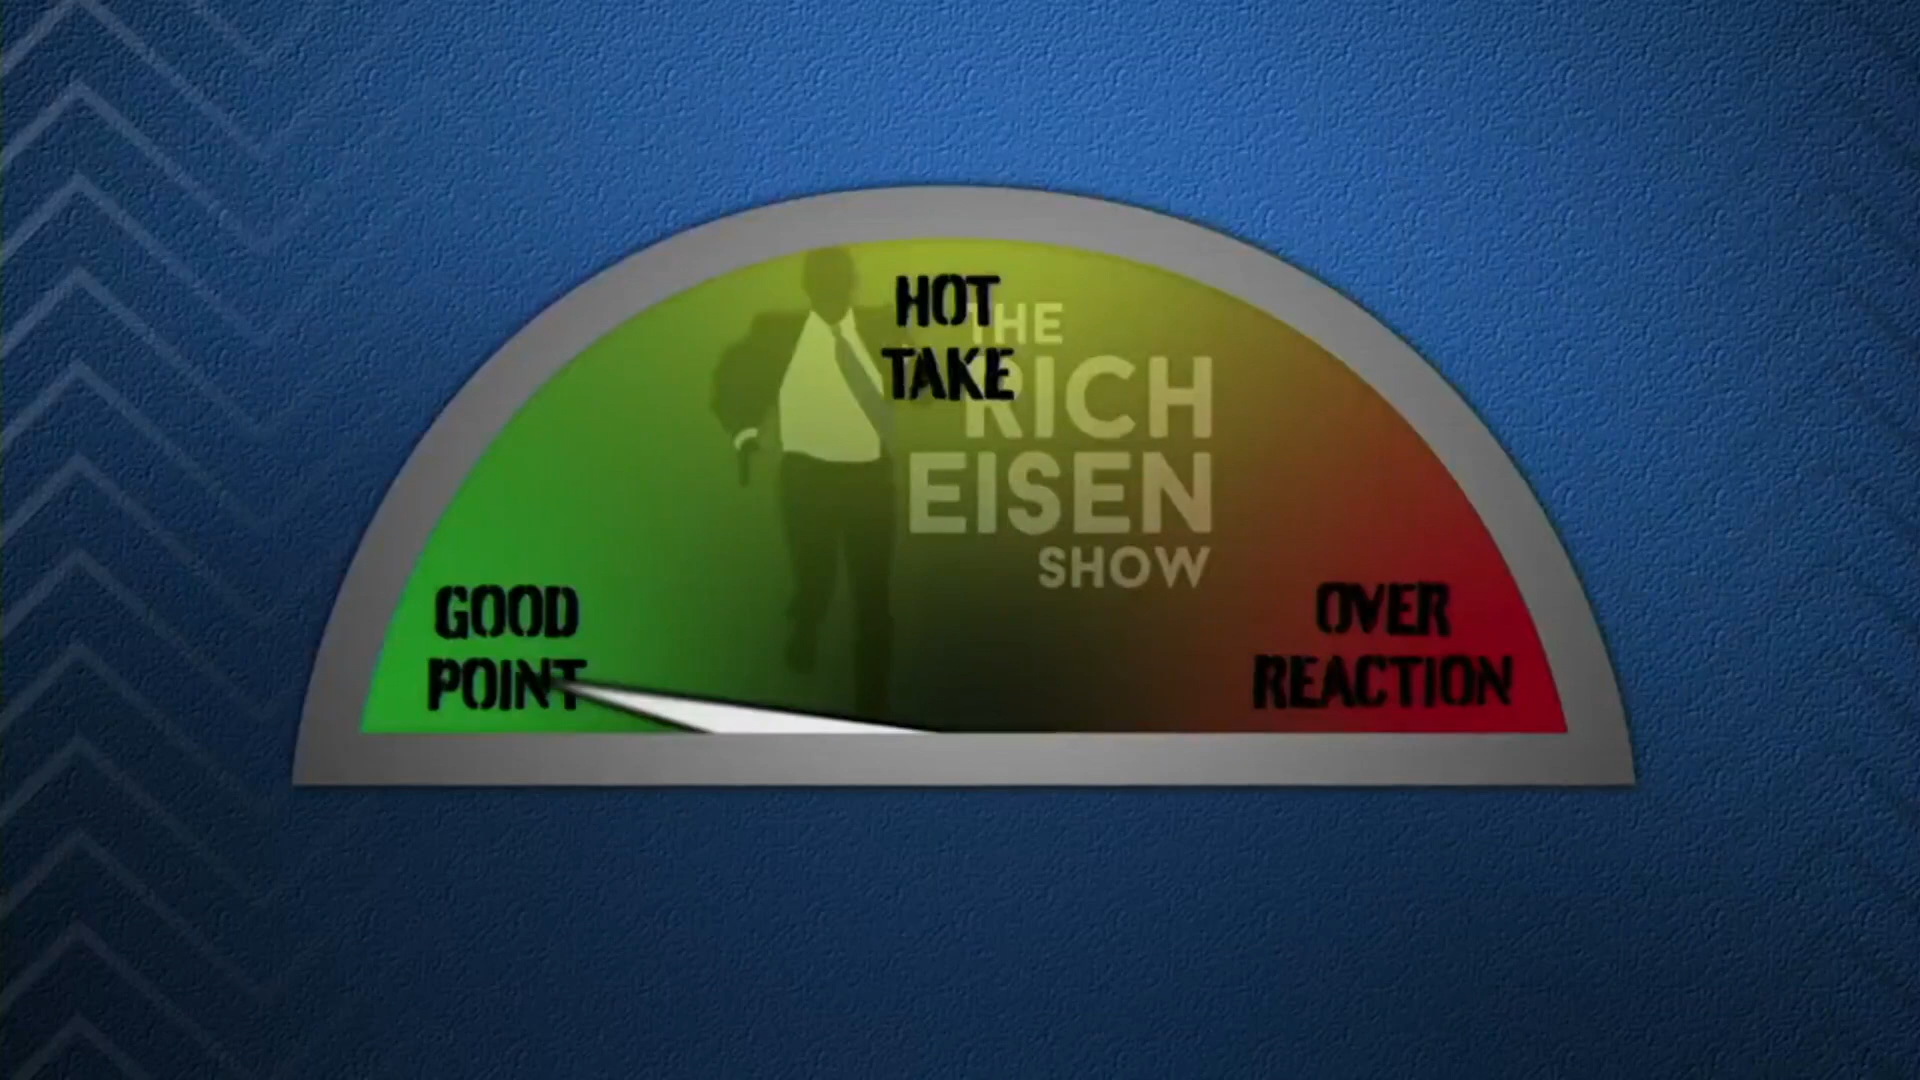 HOT
TAKE
THE
RICH
EISEN
SHOW
GOOD
POINT
OVER
REACTION